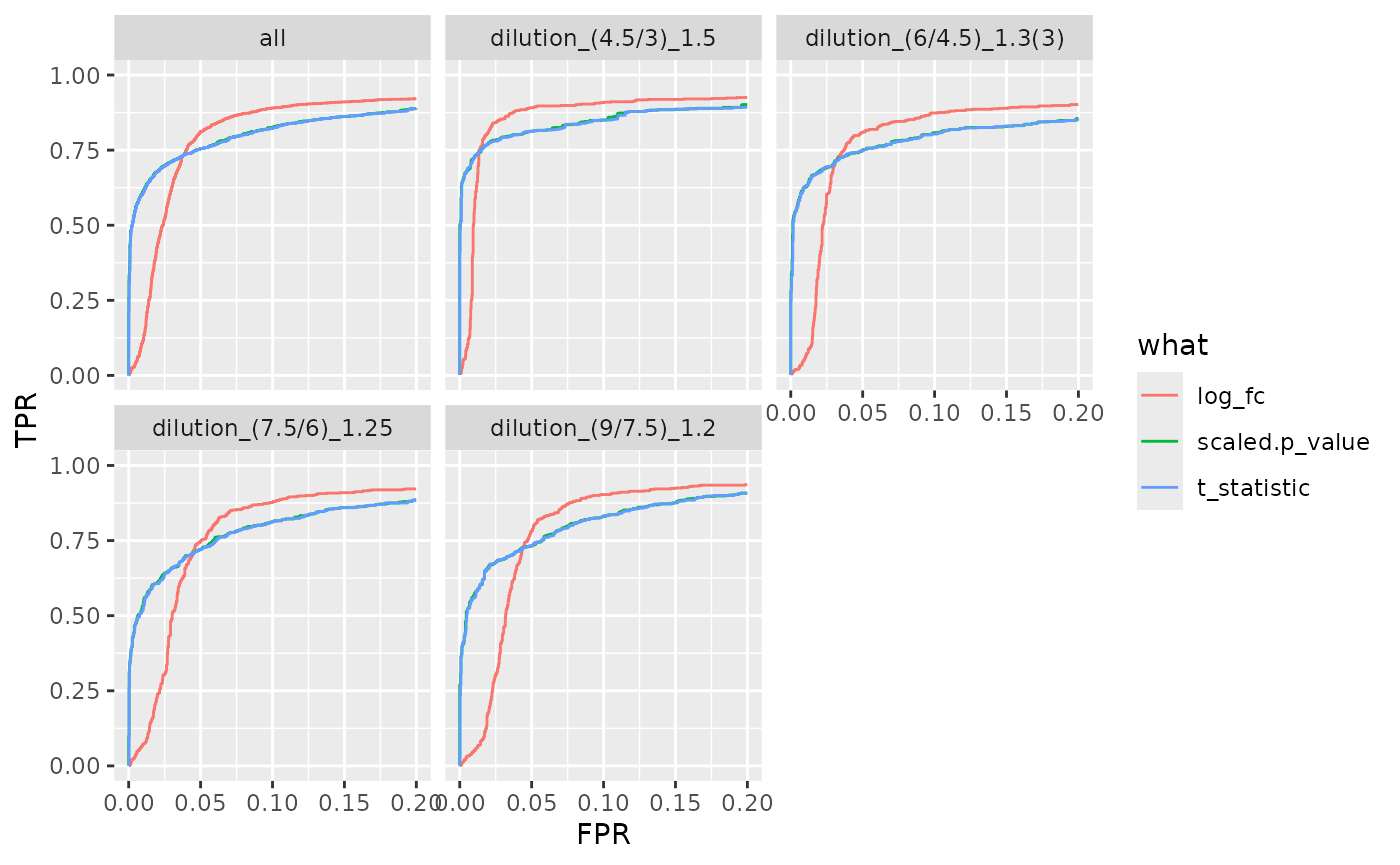 all
dilution_(4.5/3)_1.5
dilution_(6/4.5)_1.3(3)
1.00
0.75
0.50
0.25
0.00
0.00 0.05 0.10 0.15 0.20
dilution_(7.5/6)_1.25
dilution_(9/7.5)_1.2
1.00
0.75
0.50
0.25
0.00
0.00 0.05 0.10 0.15 0.20
0.00 0.05 0.10 0.15 0.20
FPR
TPR
what
log_fc
scaled.p_value
t_statistic